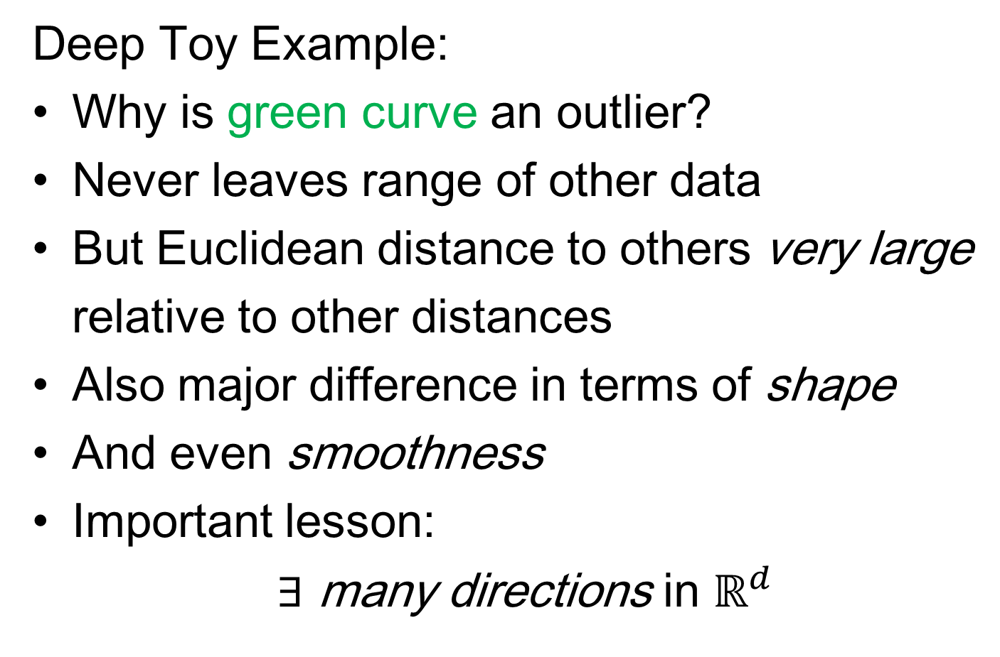 Deep Toy Example:
• Why is green curve an outlier?
• Never leaves range of other data
• But Euclidean distance to others very large
relative to other distances
• Also major difference in terms of shape
• And even smoothness
• Important lesson:
∃ many directions in ℝ^d